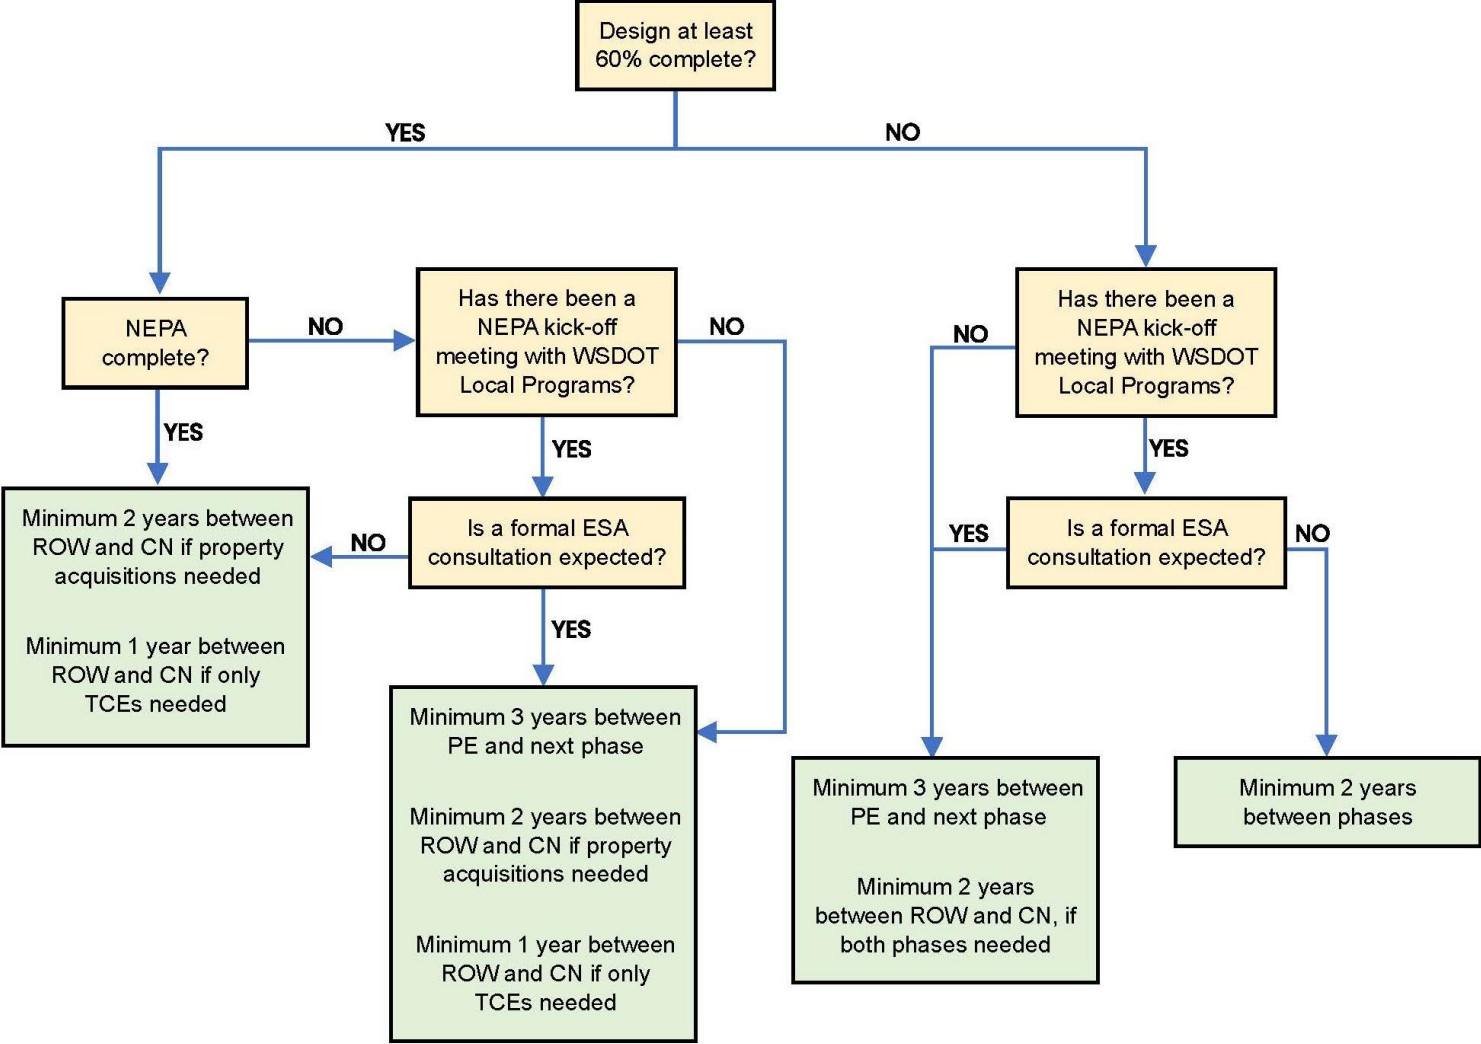 Design at least
60% complete?
YES
NO
NEPA
complete?
NO
Has there been a
NEPA kick-off
meeting with WSDOT
Local Programs?
NO
NO
Has there been a
NEPA kick-off
meeting with WSDOT
Local Programs?
YES
YES
YES
Minimum 2 years between
ROW and CN if property
acquisitions needed
Minimum 1 year between
ROW and CN if only
TCEs needed
NO
Is a formal ESA
consultation expected?
YES
YES
Is a formal ESA
consultation expected?
NO
Minimum 3 years between
PE and next phase
Minimum 2 years between
ROW and CN if property
acquisitions needed
Minimum 1 year between
ROW and CN if only
TCEs needed
Minimum 3 years between
PE and next phase
Minimum 2 years
between ROW and CN, if
both phases needed
Minimum 2 years
between phases